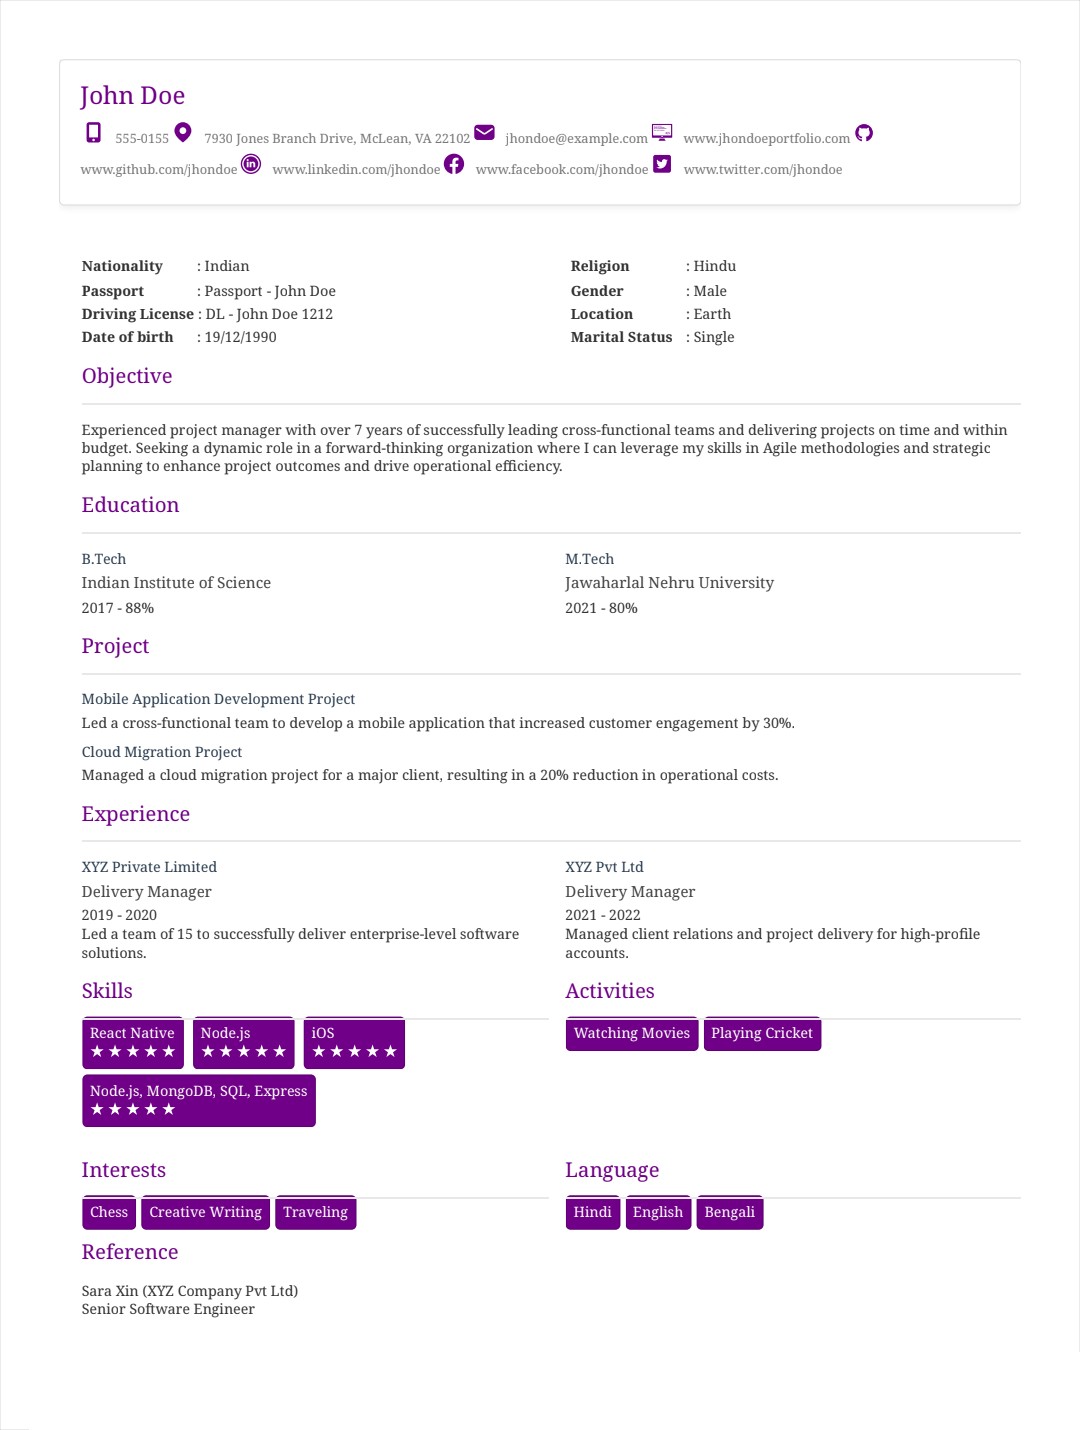 John Doe
555-0155 7930 Jones Branch Drive, McLean, VA 22102 jhondoe@example.com www.jhondoeportfolio.com
www.github.com/jhondoe www.linkedin.com/jhondoe www.facebook.com/jhondoe www.twitter.com/jhondoe
Nationality : Indian Religion : Hindu
Passport : Passport - John Doe Gender : Male
Driving License : DL - John Doe 1212 Location : Earth
Date of birth : 19/12/1990 Marital Status : Single
Objective
Experienced project manager with over 7 years of successfully leading cross-functional teams and delivering projects on time and within
budget. Seeking a dynamic role in a forward-thinking organization where I can leverage my skills in Agile methodologies and strategic
planning to enhance project outcomes and drive operational efficiency.
Education
B.Tech
Indian Institute of Science
2017 - 88%
M.Tech
Jawaharlal Nehru University
2021 - 80%
Project
Mobile Application Development Project
Led a cross-functional team to develop a mobile application that increased customer engagement by 30%.
Cloud Migration Project
Managed a cloud migration project for a major client, resulting in a 20% reduction in operational costs.
Experience
XYZ Private Limited
Delivery Manager
2019 - 2020
Led a team of 15 to successfully deliver enterprise-level software
solutions.
XYZ Pvt Ltd
Delivery Manager
2021 - 2022
Managed client relations and project delivery for high-profile
accounts.
Skills
React Native Node.js iOS
★ ★ ★ ★ ★ ★ ★ ★ ★ ★ ★ ★ ★ ★ ★
Node.js, MongoDB, SQL, Express
★ ★ ★ ★ ★
Activities
Watching Movies Playing Cricket
Interests
Chess Creative Writing Traveling
Language
Hindi English Bengali
Reference
Sara Xin (XYZ Company Pvt Ltd)
Senior Software Engineer